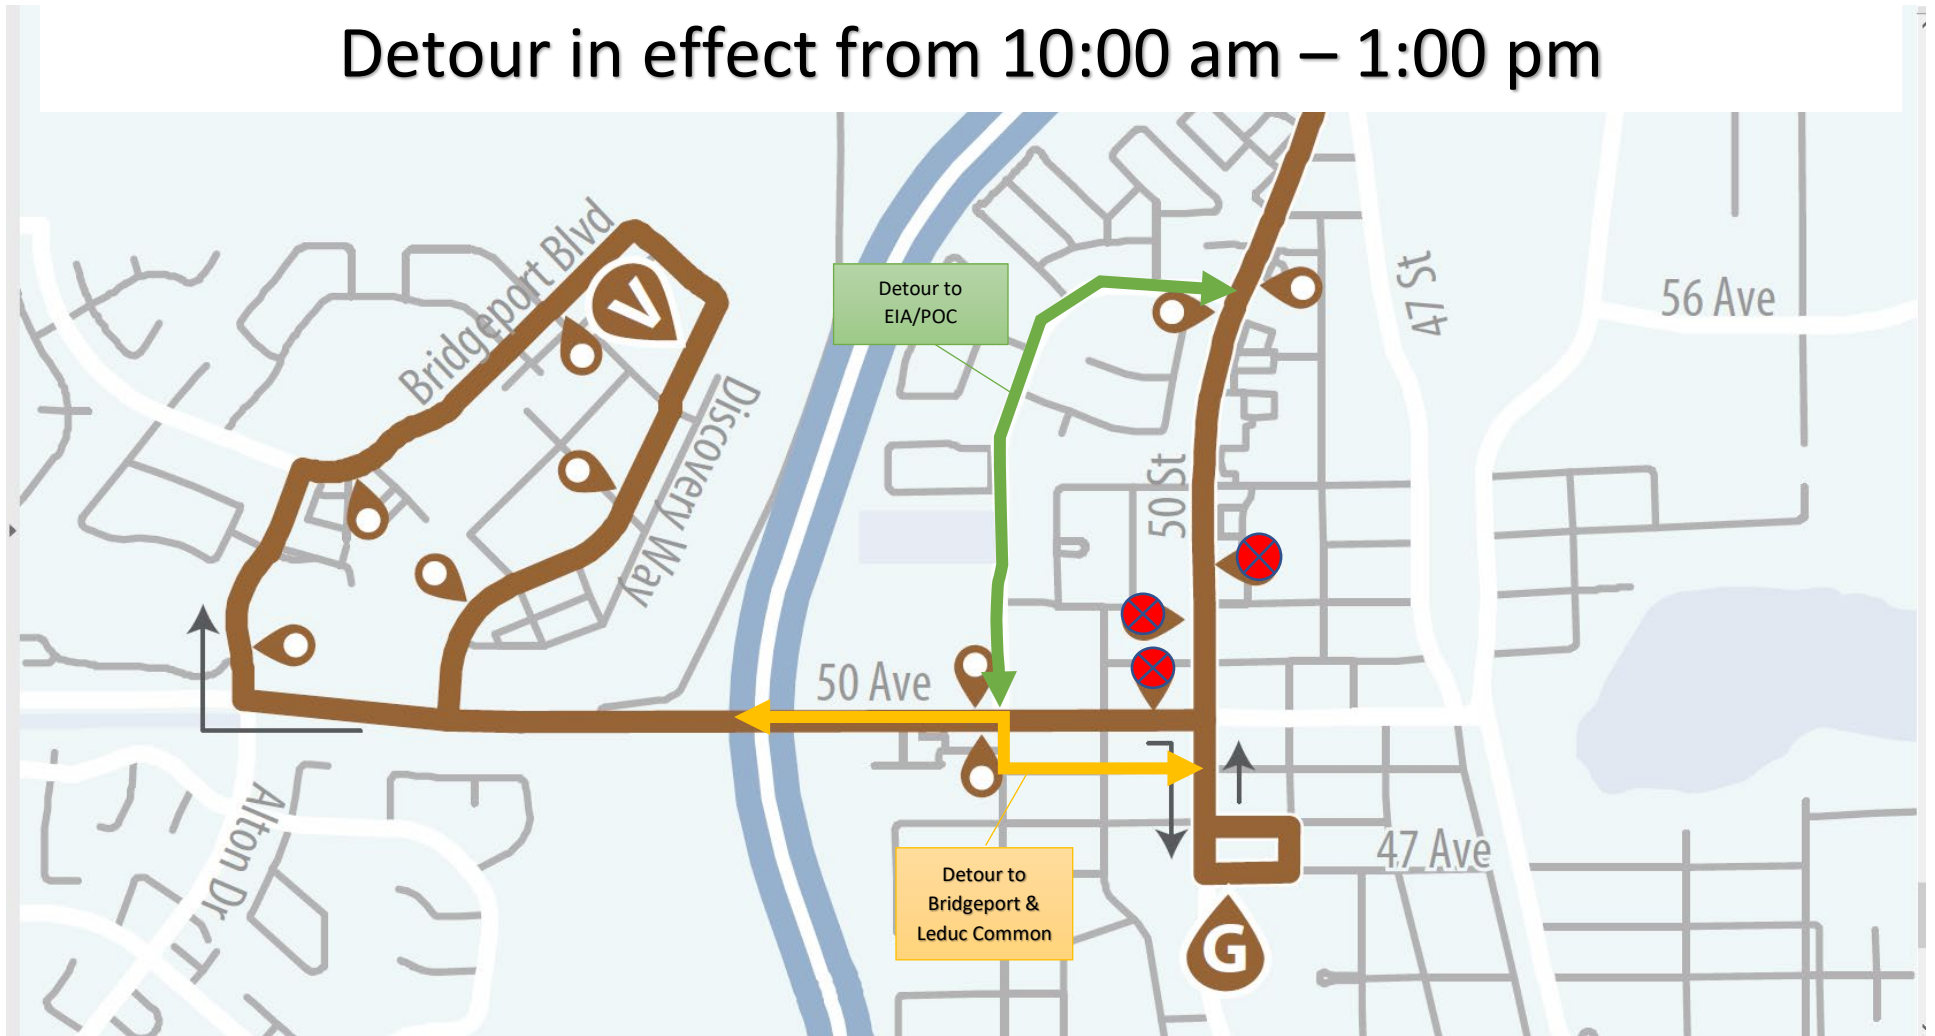 Detour in effect from 10:00 am – 1:00 pm
Bridgeport Blvd
V
Detour to
EIA/POC
47 St
56 Ave
Discovery Way
50 St
50 Ave
Alton Dr
47 Ave
Detour to
Bridgeport &
Leduc Common
G